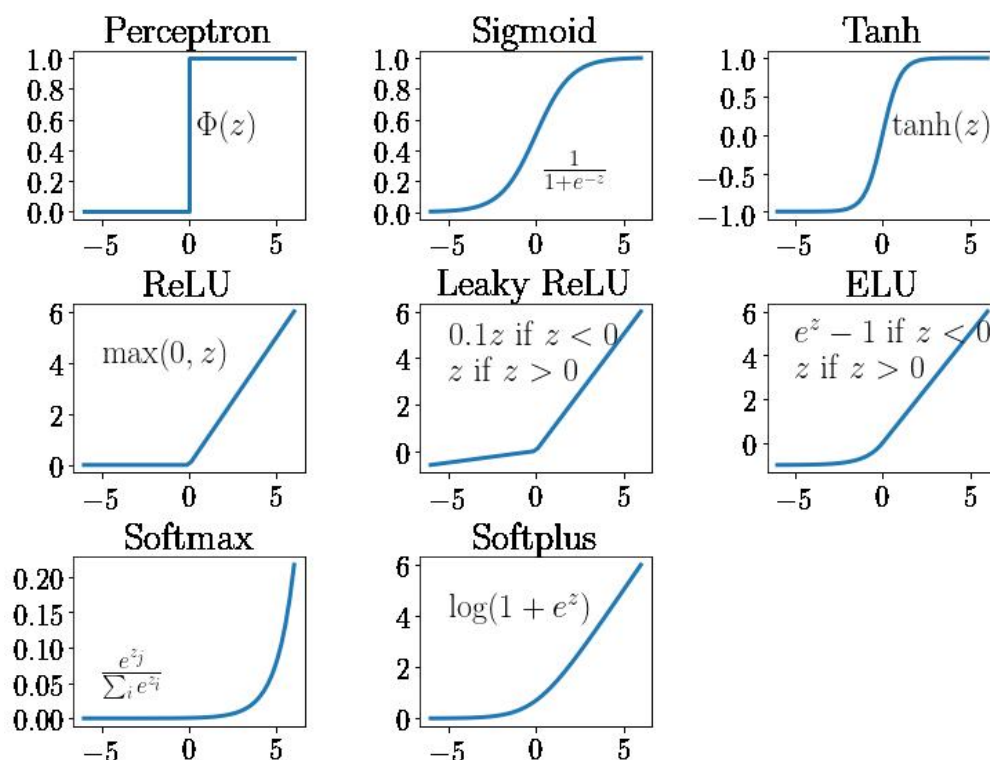 Perceptron
1.0
0.8
0.6
0.4
0.2
0.0
Φ(z)
−5 0 5
Sigmoid
1.0
0.8
0.6
0.4
0.2
0.0
1/(1+e^{−z})
−5 0 5
Tanh
1.0
0.5
0.0
−0.5
−1.0
tanh(z)
−5 0 5
ReLU
6
4
2
0
max(0, z)
−5 0 5
Leaky ReLU
6
4
2
0
0.1z if z < 0
z if z > 0
−5 0 5
ELU
6
4
2
0
e^z − 1 if z < 0
z if z > 0
−5 0 5
Softmax
0.20
0.15
0.10
0.05
0.00
e^{z_j}/∑_i e^{z_i}
−5 0 5
Softplus
6
4
2
0
log(1 + e^z)
−5 0 5